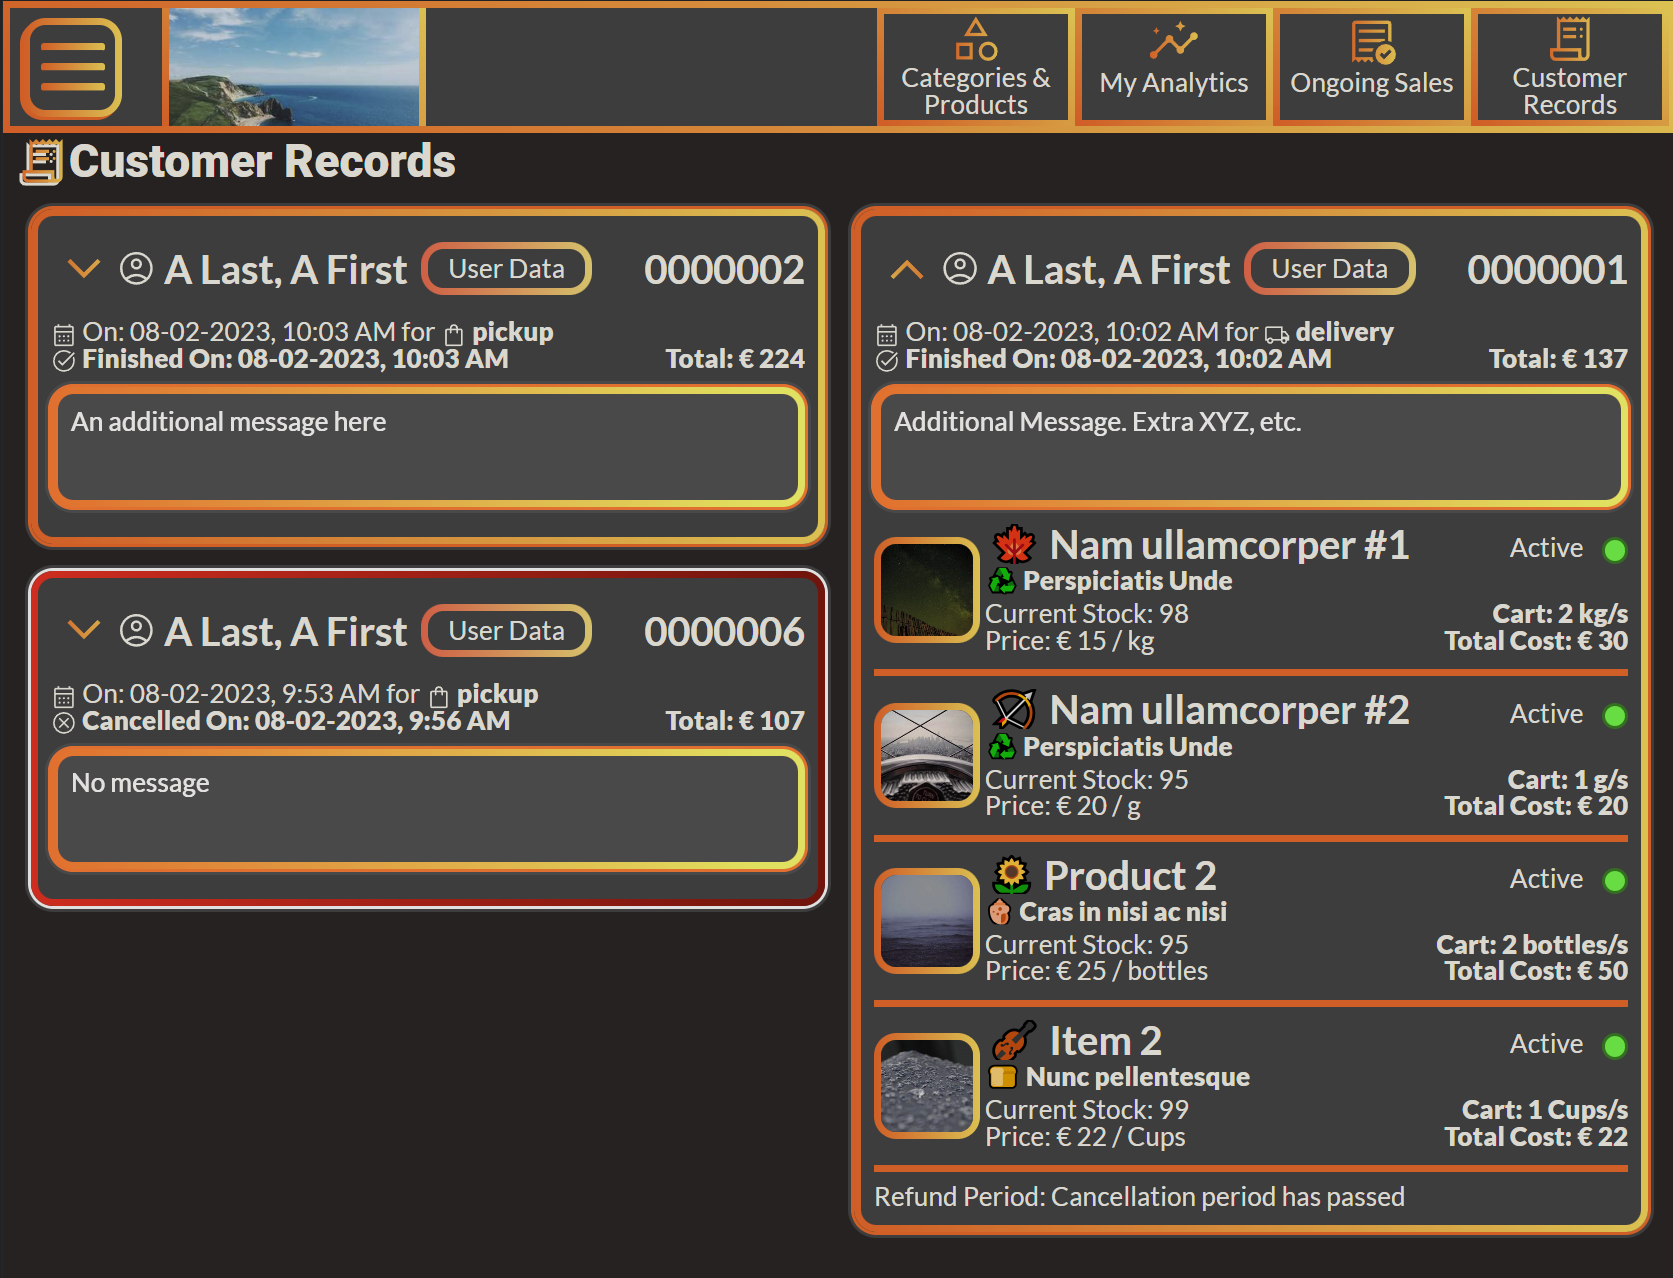 Categories &
Products
My Analytics
Ongoing Sales
Customer
Records
Customer Records
A Last, A First
User Data
0000002
On: 08-02-2023, 10:03 AM for pickup
Finished On: 08-02-2023, 10:03 AM
Total: € 224
An additional message here
A Last, A First
User Data
0000006
On: 08-02-2023, 9:53 AM for pickup
Cancelled On: 08-02-2023, 9:56 AM
Total: € 107
No message
A Last, A First
User Data
0000001
On: 08-02-2023, 10:02 AM for delivery
Finished On: 08-02-2023, 10:02 AM
Total: € 137
Additional Message. Extra XYZ, etc.
Nam ullamcorper #1
Active
Perspiciatis Unde
Current Stock: 98
Cart: 2 kg/s
Price: € 15 / kg
Total Cost: € 30
Nam ullamcorper #2
Active
Perspiciatis Unde
Current Stock: 95
Cart: 1 g/s
Price: € 20 / g
Total Cost: € 20
Product 2
Active
Cras in nisi ac nisi
Current Stock: 95
Cart: 2 bottles/s
Price: € 25 / bottles
Total Cost: € 50
Item 2
Active
Nunc pellentesque
Current Stock: 99
Cart: 1 Cups/s
Price: € 22 / Cups
Total Cost: € 22
Refund Period: Cancellation period has passed